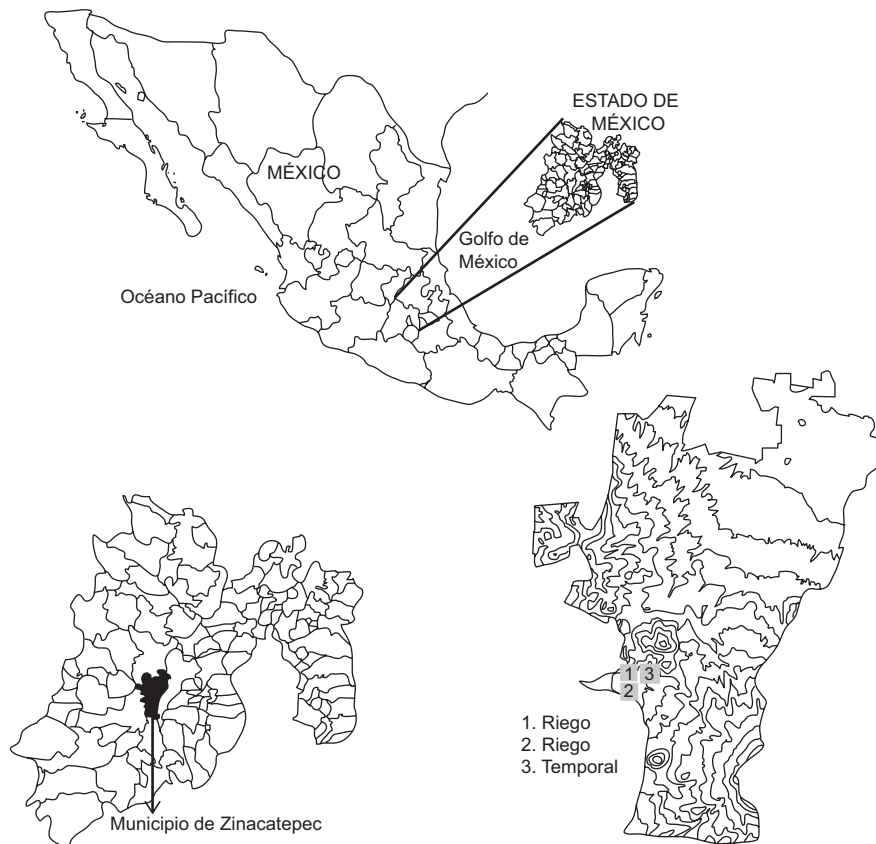 ESTADO DE
MÉXICO
MÉXICO
Golfo de
México
Océano Pacífico
1 3
2
1. Riego
2. Riego
3. Temporal
Municipio de Zinacatepec